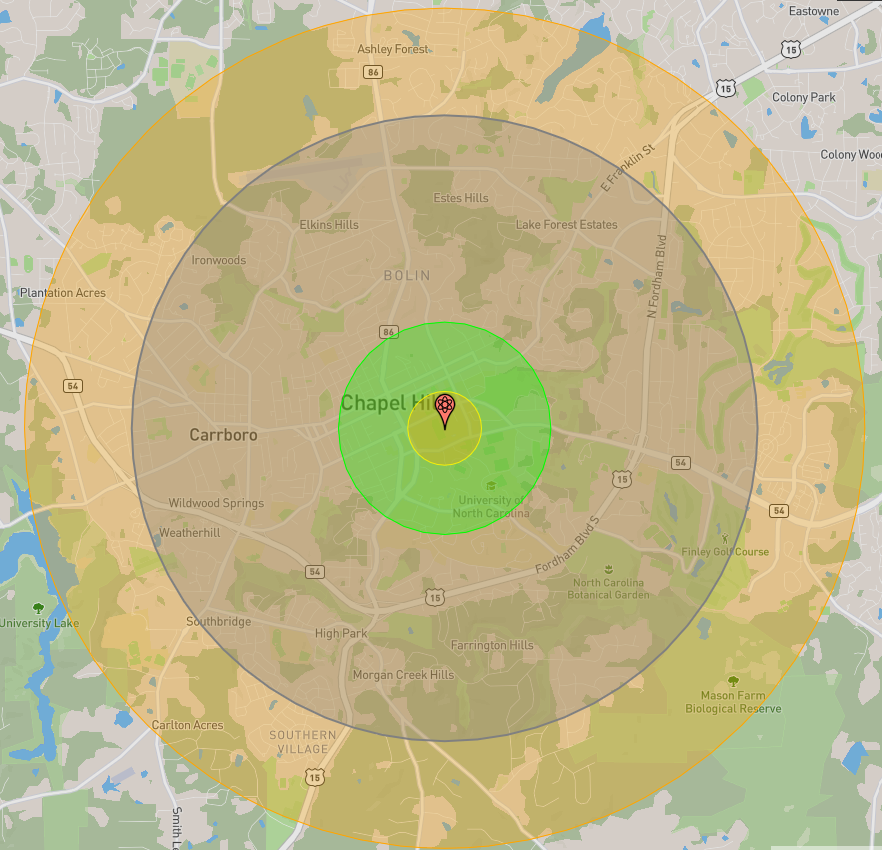 Eastowne
Ashley Forest
15
86
15
Colony Park
E Franklin St
Colony Woo
Estes Hills
Elkins Hills
Lake Forest Estates
Ironwoods
BOLIN
N Fordham Blvd
Plantation Acres
86
54
Chapel Hill
Carrboro
54
15
University of
North Carolina
Wildwood Springs
54
Weatherhill
Fordham Blvd S
Finley Golf Course
54
15
North Carolina
Botanical Garden
University Lake
Southbridge
High Park
Farrington Hills
Morgan Creek Hills
Mason Farm
Biological Reserve
Carlton Acres
SOUTHERN
VILLAGE
15
Smith Le